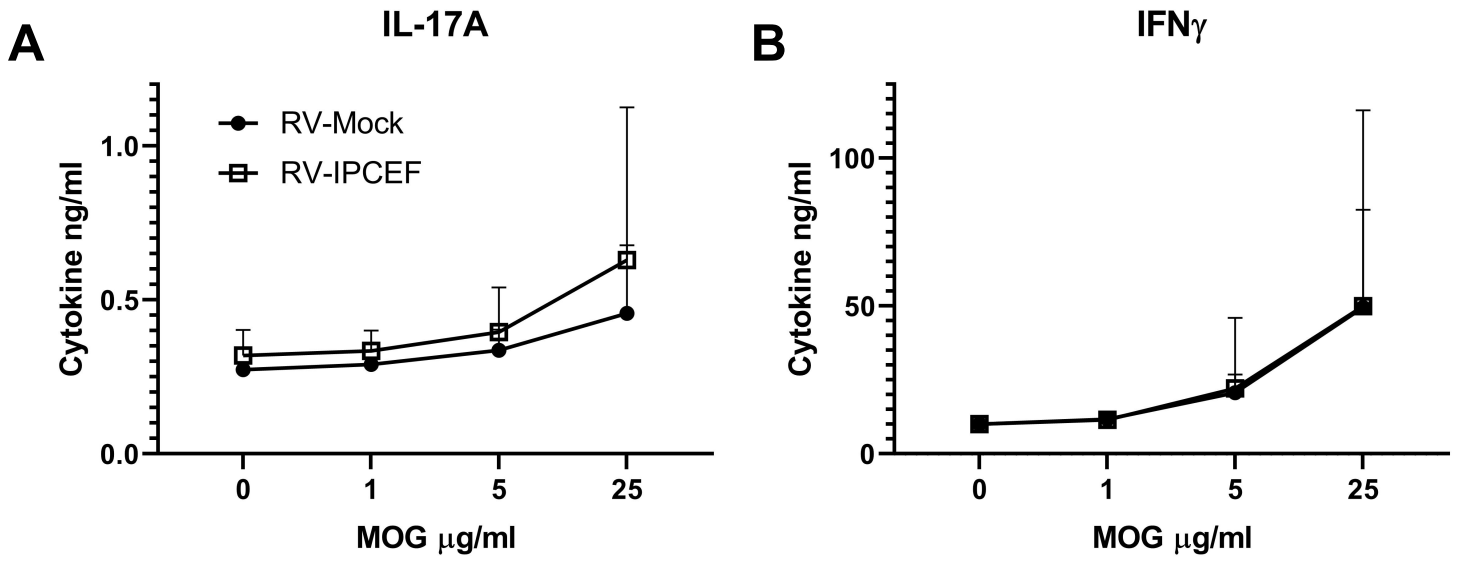 A
IL-17A
Cytokine ng/ml
1.0
0.5
0.0
RV-Mock
RV-IPCEF
0 1 5 25
MOG μg/ml
B
IFNγ
Cytokine ng/ml
100
50
0
0 1 5 25
MOG μg/ml